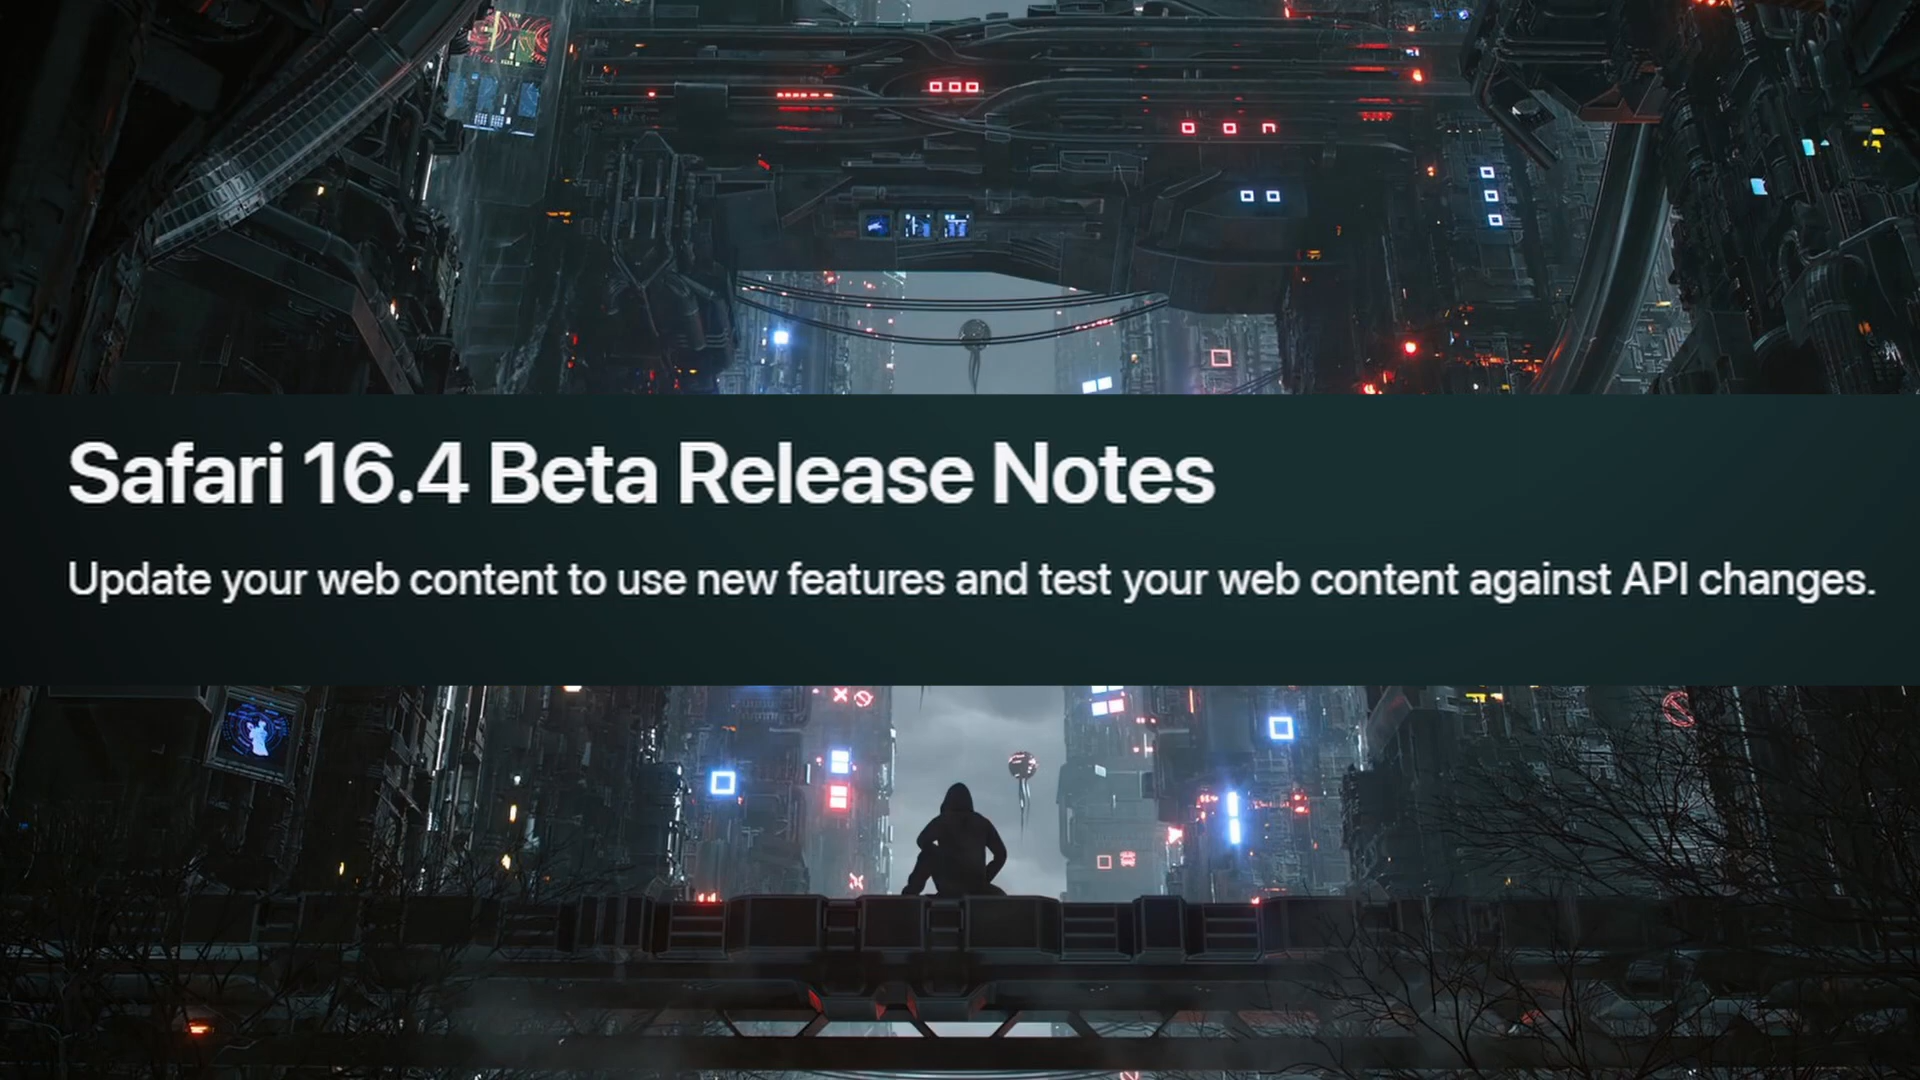 Safari 16.4 Beta Release Notes
Update your web content to use new features and test your web content against API changes.